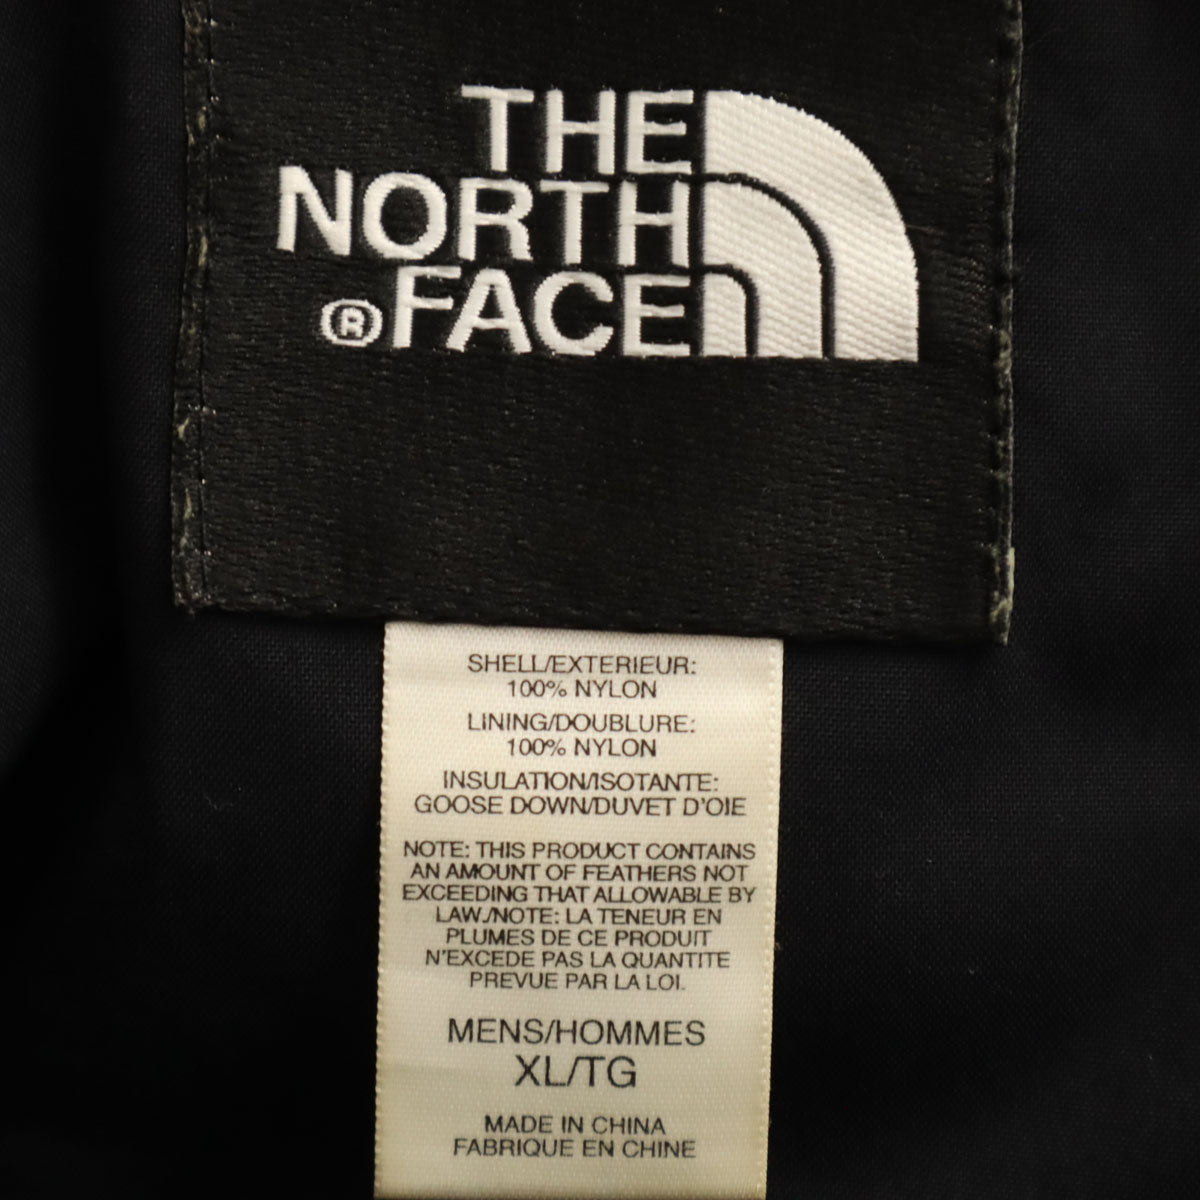 THE
NORTH
® FACE
SHELL/EXTERIEUR:
100% NYLON
LINING/DOUBLURE:
100% NYLON
INSULATION/ISOTANTE:
GOOSE DOWN/DUVET D'OIE
NOTE: THIS PRODUCT CONTAINS
AN AMOUNT OF FEATHERS NOT
EXCEEDING THAT ALLOWABLE BY
LAW./NOTE: LA TENEUR EN
PLUMES DE CE PRODUIT
N'EXCEDE PAS LA QUANTITE
PREVUE PAR LA LOI.
MENS/HOMMES
XL/TG
MADE IN CHINA
FABRIQUE EN CHINE